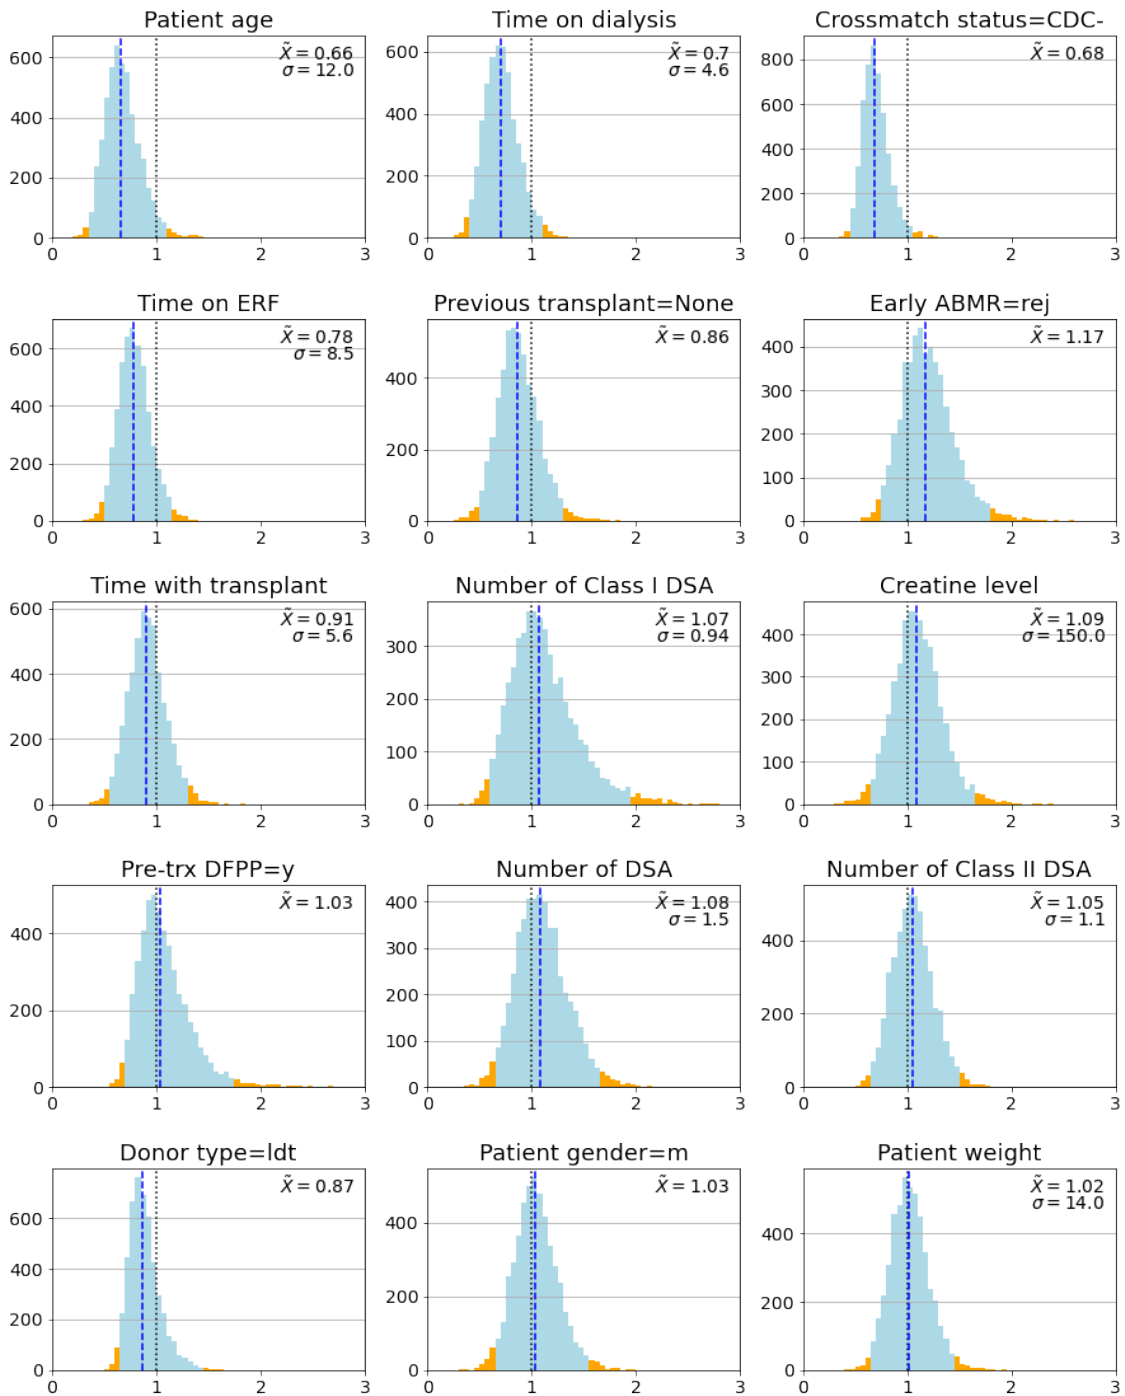 Patient age
Time on dialysis
Crossmatch status=CDC-
X̃ = 0.66
σ = 12.0
X̃ = 0.7
σ = 4.6
X̃ = 0.68
600
400
200
0
600
400
200
0
800
600
400
200
0
0 1 2 3
0 1 2 3
0 1 2 3
Time on ERF
Previous transplant=None
Early ABMR=rej
X̃ = 0.78
σ = 8.5
X̃ = 0.86
X̃ = 1.17
600
400
200
0
400
200
0
400
300
200
100
0
0 1 2 3
0 1 2 3
0 1 2 3
Time with transplant
Number of Class I DSA
Creatine level
X̃ = 0.91
σ = 5.6
X̃ = 1.07
σ = 0.94
X̃ = 1.09
σ = 150.0
600
400
200
0
300
200
100
0
400
300
200
100
0
0 1 2 3
0 1 2 3
0 1 2 3
Pre-trx DFPP=y
Number of DSA
Number of Class II DSA
X̃ = 1.03
X̃ = 1.08
σ = 1.5
X̃ = 1.05
σ = 1.1
400
200
0
400
300
200
100
0
400
200
0
0 1 2 3
0 1 2 3
0 1 2 3
Donor type=ldt
Patient gender=m
Patient weight
X̃ = 0.87
X̃ = 1.03
X̃ = 1.02
σ = 14.0
600
400
200
0
400
200
0
400
200
0
0 1 2 3
0 1 2 3
0 1 2 3